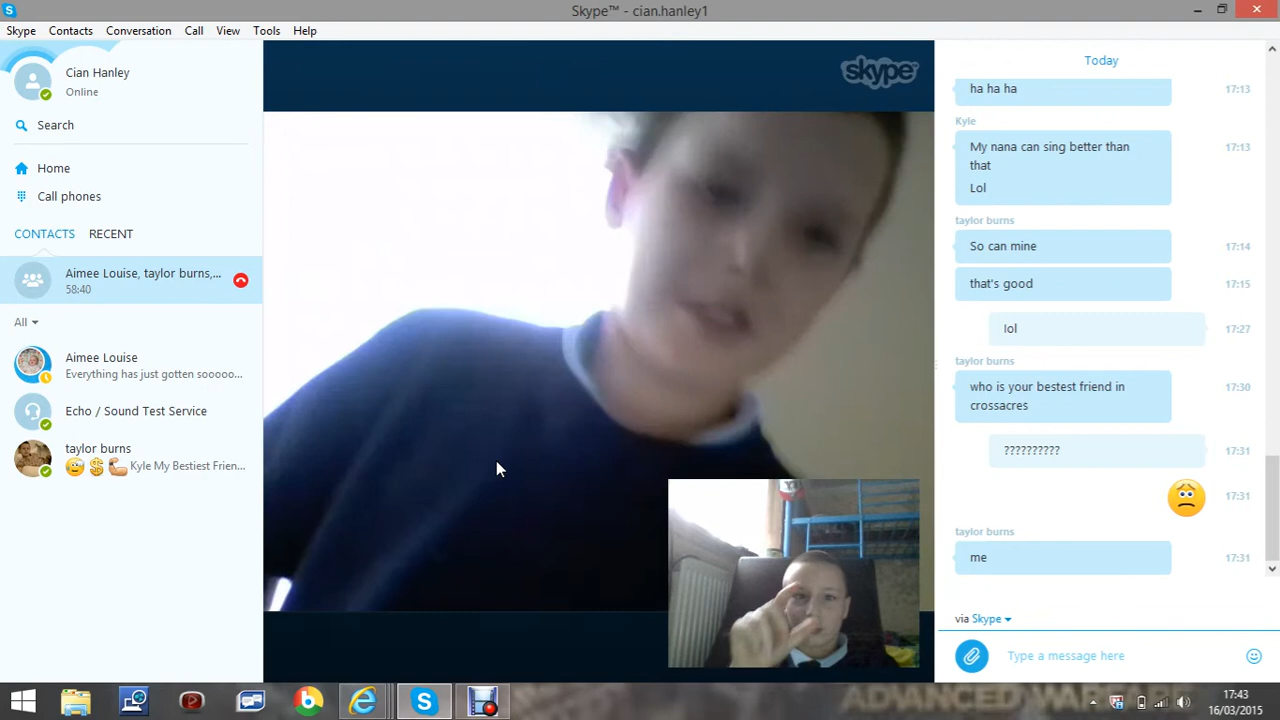 Skype™ - cian.hanley1
Skype Contacts Conversation Call View Tools Help
Cian Hanley
Online
Search
Home
Call phones
CONTACTS RECENT
Aimee Louise, taylor burns,...
58:40
All
Aimee Louise
Everything has just gotten sooooo...
Echo / Sound Test Service
taylor burns
Kyle My Bestiest Frien...
skype
Today
ha ha ha 17:13
Kyle
My nana can sing better than 17:13
that
Lol
taylor burns
So can mine 17:14
that's good 17:15
lol 17:27
taylor burns
who is your bestest friend in 17:30
crossacres
?????????? 17:31
17:31
taylor burns
me 17:31
via Skype
Type a message here
17:43
16/03/2015